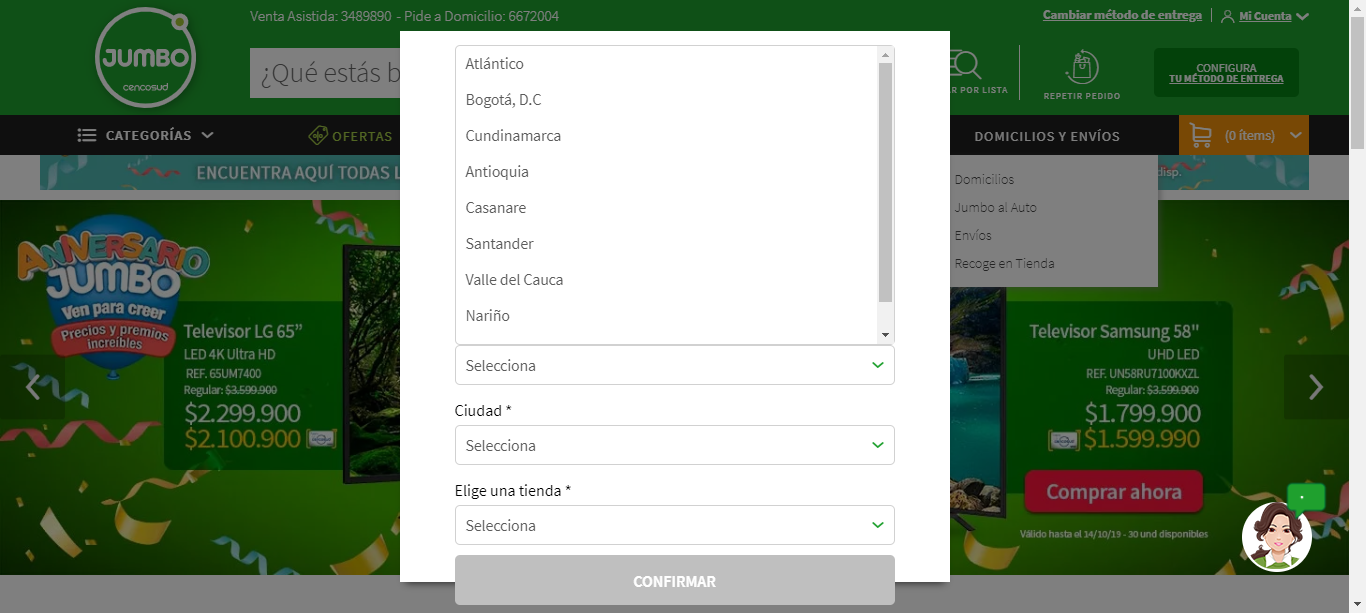 Venta Asistida: 3489890 - Pide a Domicilio: 6672004
Cambiar método de entrega
Mi Cuenta
JUMBO
cencosud
¿Qué estás b
R POR LISTA
REPETIR PEDIDO
CONFIGURA
TU MÉTODO DE ENTREGA
CATEGORÍAS
OFERTAS
DOMICILIOS Y ENVÍOS
(0 ítems)
ENCUENTRA AQUÍ TODAS L
disp.
Domicilios
Jumbo al Auto
Envíos
Recoge en Tienda
Atlántico
Bogotá, D.C
Cundinamarca
Antioquia
Casanare
Santander
Valle del Cauca
Nariño
Selecciona
Ciudad *
Selecciona
Elige una tienda *
Selecciona
CONFIRMAR
ANIVERSARIO
JUMBO
Ven para creer
Precios y premios
increíbles
Televisor LG 65”
LED 4K Ultra HD
REF. 65UM7400
Regular: $3.599.900
$2.299.900
$2.100.900
Televisor Samsung 58"
UHD LED
REF. UN58RU7100KXZL
Regular: $3.599.900
$1.799.900
$1.599.990
Comprar ahora
Válido hasta el 14/10/19 - 30 und disponibles